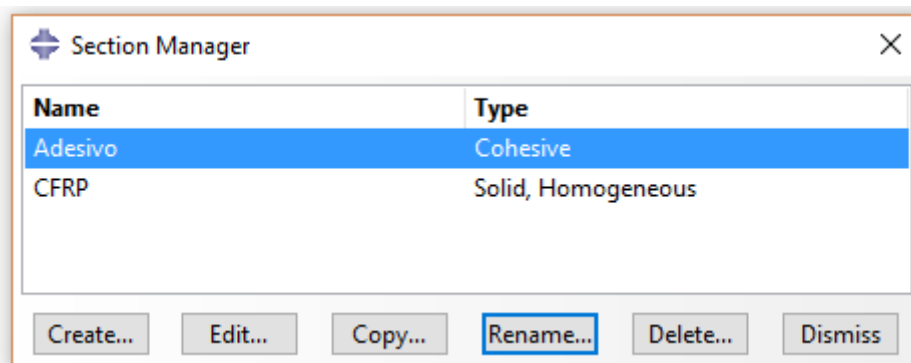 Section Manager
Name Type
Adesivo Cohesive
CFRP Solid, Homogeneous
Create... Edit... Copy... Rename... Delete... Dismiss